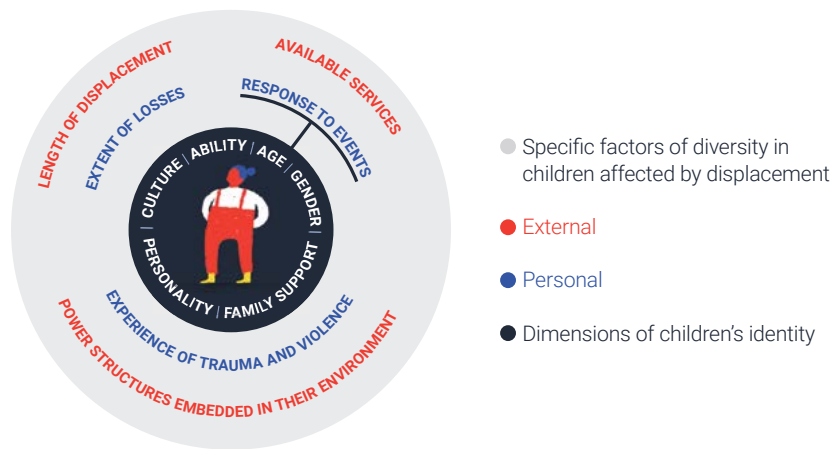 LENGTH OF DISPLACEMENT
AVAILABLE SERVICES
EXTENT OF LOSSES
RESPONSE TO EVENTS
CULTURE | ABILITY | AGE | GENDER |
PERSONALITY | FAMILY SUPPORT |
EXPERIENCE OF TRAUMA AND VIOLENCE
POWER STRUCTURES EMBEDDED IN THEIR ENVIRONMENT
Specific factors of diversity in
children affected by displacement
External
Personal
Dimensions of children’s identity